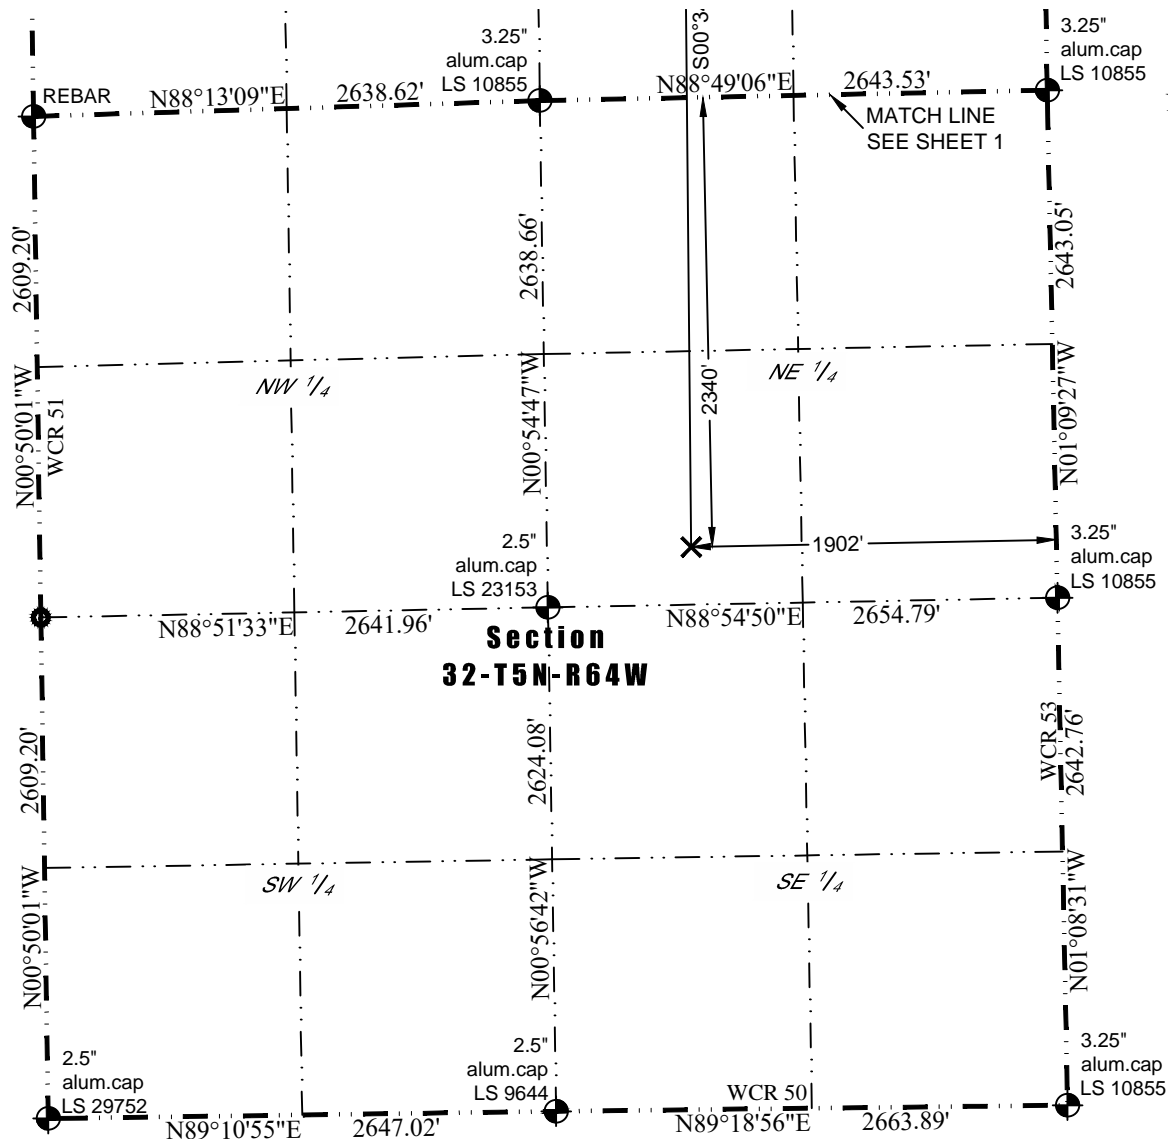 3.25"
alum.cap
LS 10855
3.25"
alum.cap
LS 10855
S00°3
REBAR
N88°13'09"E
2638.62'
N88°49'06"E
2643.53'
MATCH LINE
SEE SHEET 1
2609.20'
2638.66'
2643.05'
NW 1/4
NE 1/4
2340'
N00°50'01"W
WCR 51
N00°54'47"W
N01°09'27"W
1902'
2.5"
alum.cap
LS 23153
3.25"
alum.cap
LS 10855
N88°51'33"E
2641.96'
N88°54'50"E
2654.79'
Section
32-T5N-R64W
2609.20'
2624.08'
WCR 53
2642.76'
SW 1/4
SE 1/4
N00°50'01"W
N00°56'42"W
N01°08'31"W
2.5"
alum.cap
LS 29752
2.5"
alum.cap
LS 9644
3.25"
alum.cap
LS 10855
WCR 50
N89°10'55"E
2647.02'
N89°18'56"E
2663.89'